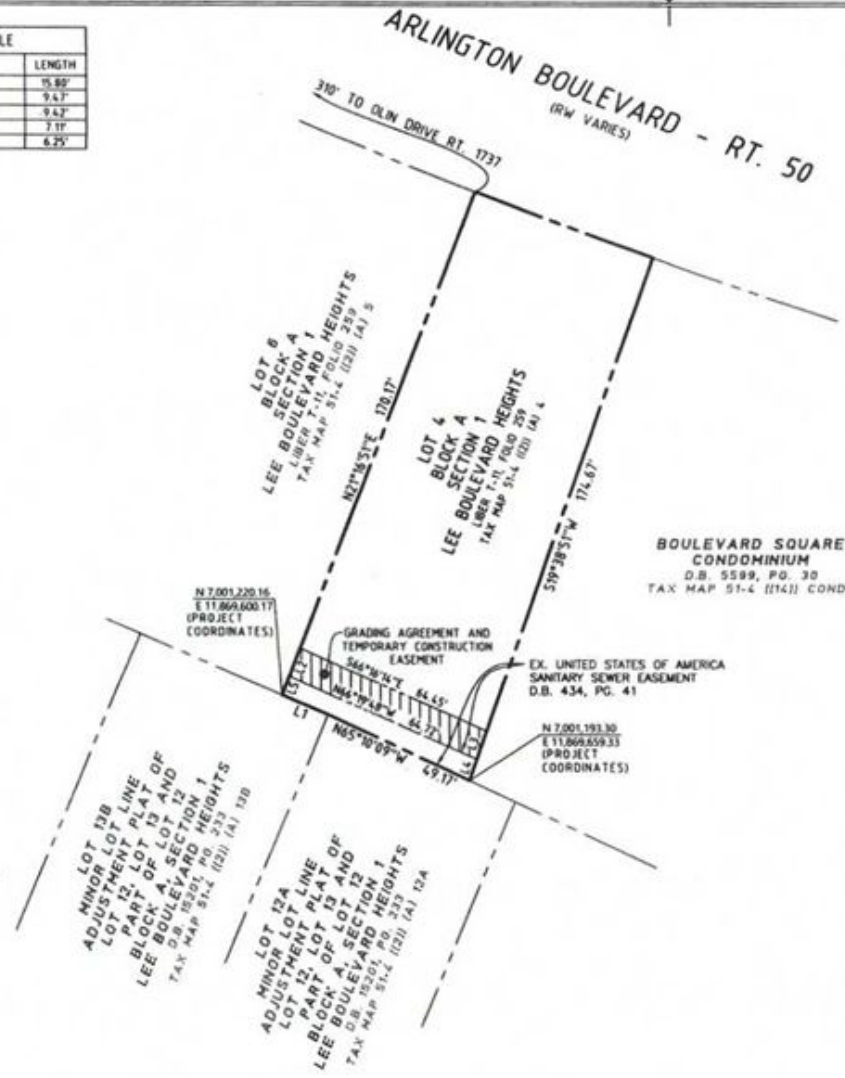 LE
LENGTH
15.80'
9.47'
9.42'
7.11'
6.25'
ARLINGTON BOULEVARD - RT. 50
(RW VARIES)
310' TO OLIN DRIVE RT. 1737
LOT 6
BLOCK A
SECTION 1
LEE BOULEVARD HEIGHTS
LIBER T-11, FOLIO 259
TAX MAP 51-4 ((2)) (A) 5
N21°16'51"E 170.17'
LOT 4
BLOCK A
SECTION 1
LEE BOULEVARD HEIGHTS
LIBER T-11, FOLIO 259
TAX MAP 51-4 ((2)) (A) 4
S19°38'51"W 174.67'
BOULEVARD SQUARE
CONDOMINIUM
D.B. 5599, PG. 30
TAX MAP 51-4 ((14)) COND
N 7,001,220.16
E 11,869,600.17
(PROJECT
COORDINATES)
GRADING AGREEMENT AND
TEMPORARY CONSTRUCTION
EASEMENT
EX. UNITED STATES OF AMERICA
SANITARY SEWER EASEMENT
D.B. 434, PG. 41
L5
L2
S66°16'14"E 64.45'
N66°19'48"W 64.72'
L3
L4
L1
N65°10'09"W 49.17'
N 7,001,193.30
E 11,869,659.33
(PROJECT
COORDINATES)
LOT 13B
MINOR LOT LINE
ADJUSTMENT PLAT OF
LOT 12, LOT 13 AND
PART OF LOT 12
BLOCK A, SECTION 1
LEE BOULEVARD HEIGHTS
D.B. 15201, PG. 233
TAX MAP 51-4 ((2)) (A) 13B
LOT 12A
MINOR LOT LINE
ADJUSTMENT PLAT OF
LOT 12, LOT 13 AND
PART OF LOT 12
BLOCK A, SECTION 1
LEE BOULEVARD HEIGHTS
D.B. 15201, PG. 233
TAX MAP 51-4 ((2)) (A) 12A